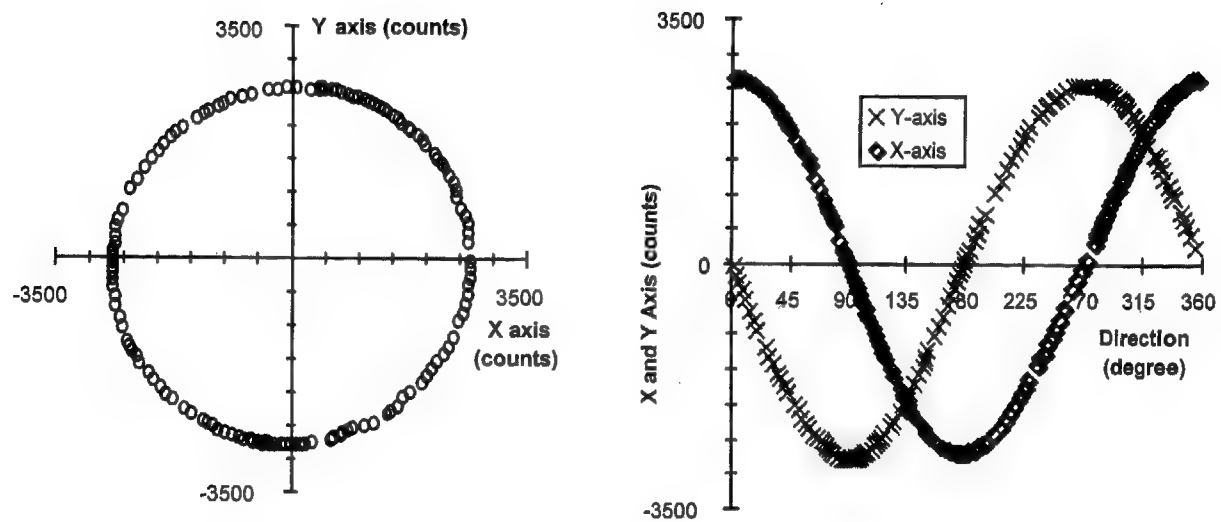 3500
Y axis (counts)
-3500
3500
X axis
(counts)
-3500
3500
Y-axis
X-axis
X and Y Axis (counts)
0
0 45 90 135 180 225 270 315 360
Direction
(degree)
-3500